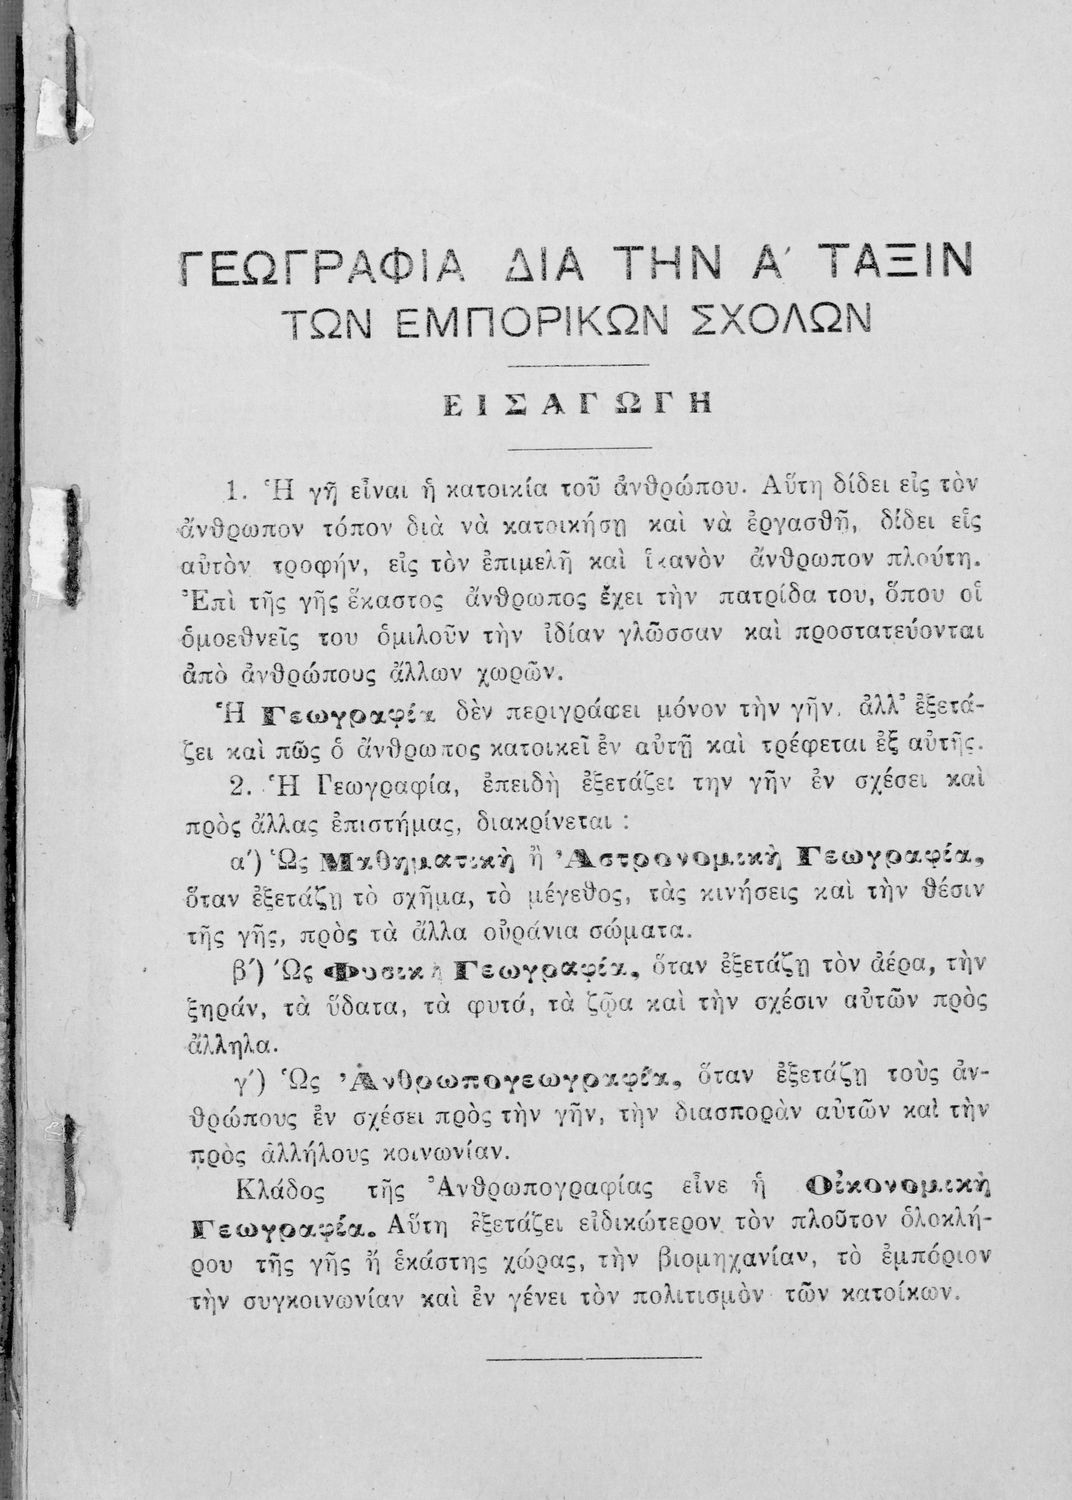 ΓΕΩΓΡΑΦΙΑ ΔΙΑ ΤΗΝ Α΄ ΤΑΞΙΝ
ΤΩΝ ΕΜΠΟΡΙΚΩΝ ΣΧΟΛΩΝ
ΕΙΣΑΓΩΓΗ
1. Ἡ γῆ εἶναι ἡ κατοικία τοῦ ἀνθρώπου. Αὕτη δίδει εἰς τὸν
ἄνθρωπον τόπον διὰ νὰ κατοικήσῃ καὶ νὰ ἐργασθῇ, δίδει εἰς
αὐτὸν τροφήν, εἰς τὸν ἐπιμελῆ καὶ ἱκανὸν ἄνθρωπον πλούτη.
Ἐπὶ τῆς γῆς ἕκαστος ἄνθρωπος ἔχει τὴν πατρίδα του, ὅπου οἱ
ὁμοεθνεῖς του ὁμιλοῦν τὴν ἰδίαν γλῶσσαν καὶ προστατεύονται
ἀπὸ ἀνθρώπους ἄλλων χωρῶν.
Ἡ Γεωγραφία δὲν περιγράφει μόνον τὴν γῆν, ἀλλ' ἐξετά-
ζει καὶ πῶς ὁ ἄνθρωπος κατοικεῖ ἐν αὐτῇ καὶ τρέφεται ἐξ αὐτῆς.
2. Ἡ Γεωγραφία, ἐπειδὴ ἐξετάζει την γῆν ἐν σχέσει καὶ
πρὸς ἄλλας ἐπιστήμας, διακρίνεται :
α΄) Ὡς Μαθηματικὴ ἢ Ἀστρονομικὴ Γεωγραφία,
ὅταν ἐξετάζῃ τὸ σχῆμα, τὸ μέγεθος, τὰς κινήσεις καὶ τὴν θέσιν
τῆς γῆς, πρὸς τὰ ἄλλα οὐράνια σώματα.
β΄) Ὡς Φυσικὴ Γεωγραφία, ὅταν ἐξετάζῃ τὸν ἀέρα, τὴν
ξηράν, τὰ ὕδατα, τὰ φυτά, τὰ ζῷα καὶ τὴν σχέσιν αὐτῶν πρὸς
ἄλληλα.
γ΄) Ὡς Ἀνθρωπογεωγραφία, ὅταν ἐξετάζῃ τοὺς ἀν-
θρώπους ἐν σχέσει πρὸς τὴν γῆν, τὴν διασπορὰν αὐτῶν καὶ τὴν
πρὸς ἀλλήλους κοινωνίαν.
Κλάδος τῆς Ἀνθρωπογραφίας εἶνε ἡ Οἰκονομικὴ
Γεωγραφία. Αὕτη ἐξετάζει εἰδικώτερον τὸν πλοῦτον ὁλοκλή-
ρου τῆς γῆς ἢ ἑκάστης χώρας, τὴν βιομηχανίαν, τὸ ἐμπόριον
τὴν συγκοινωνίαν καὶ ἐν γένει τὸν πολιτισμὸν τῶν κατοίκων.